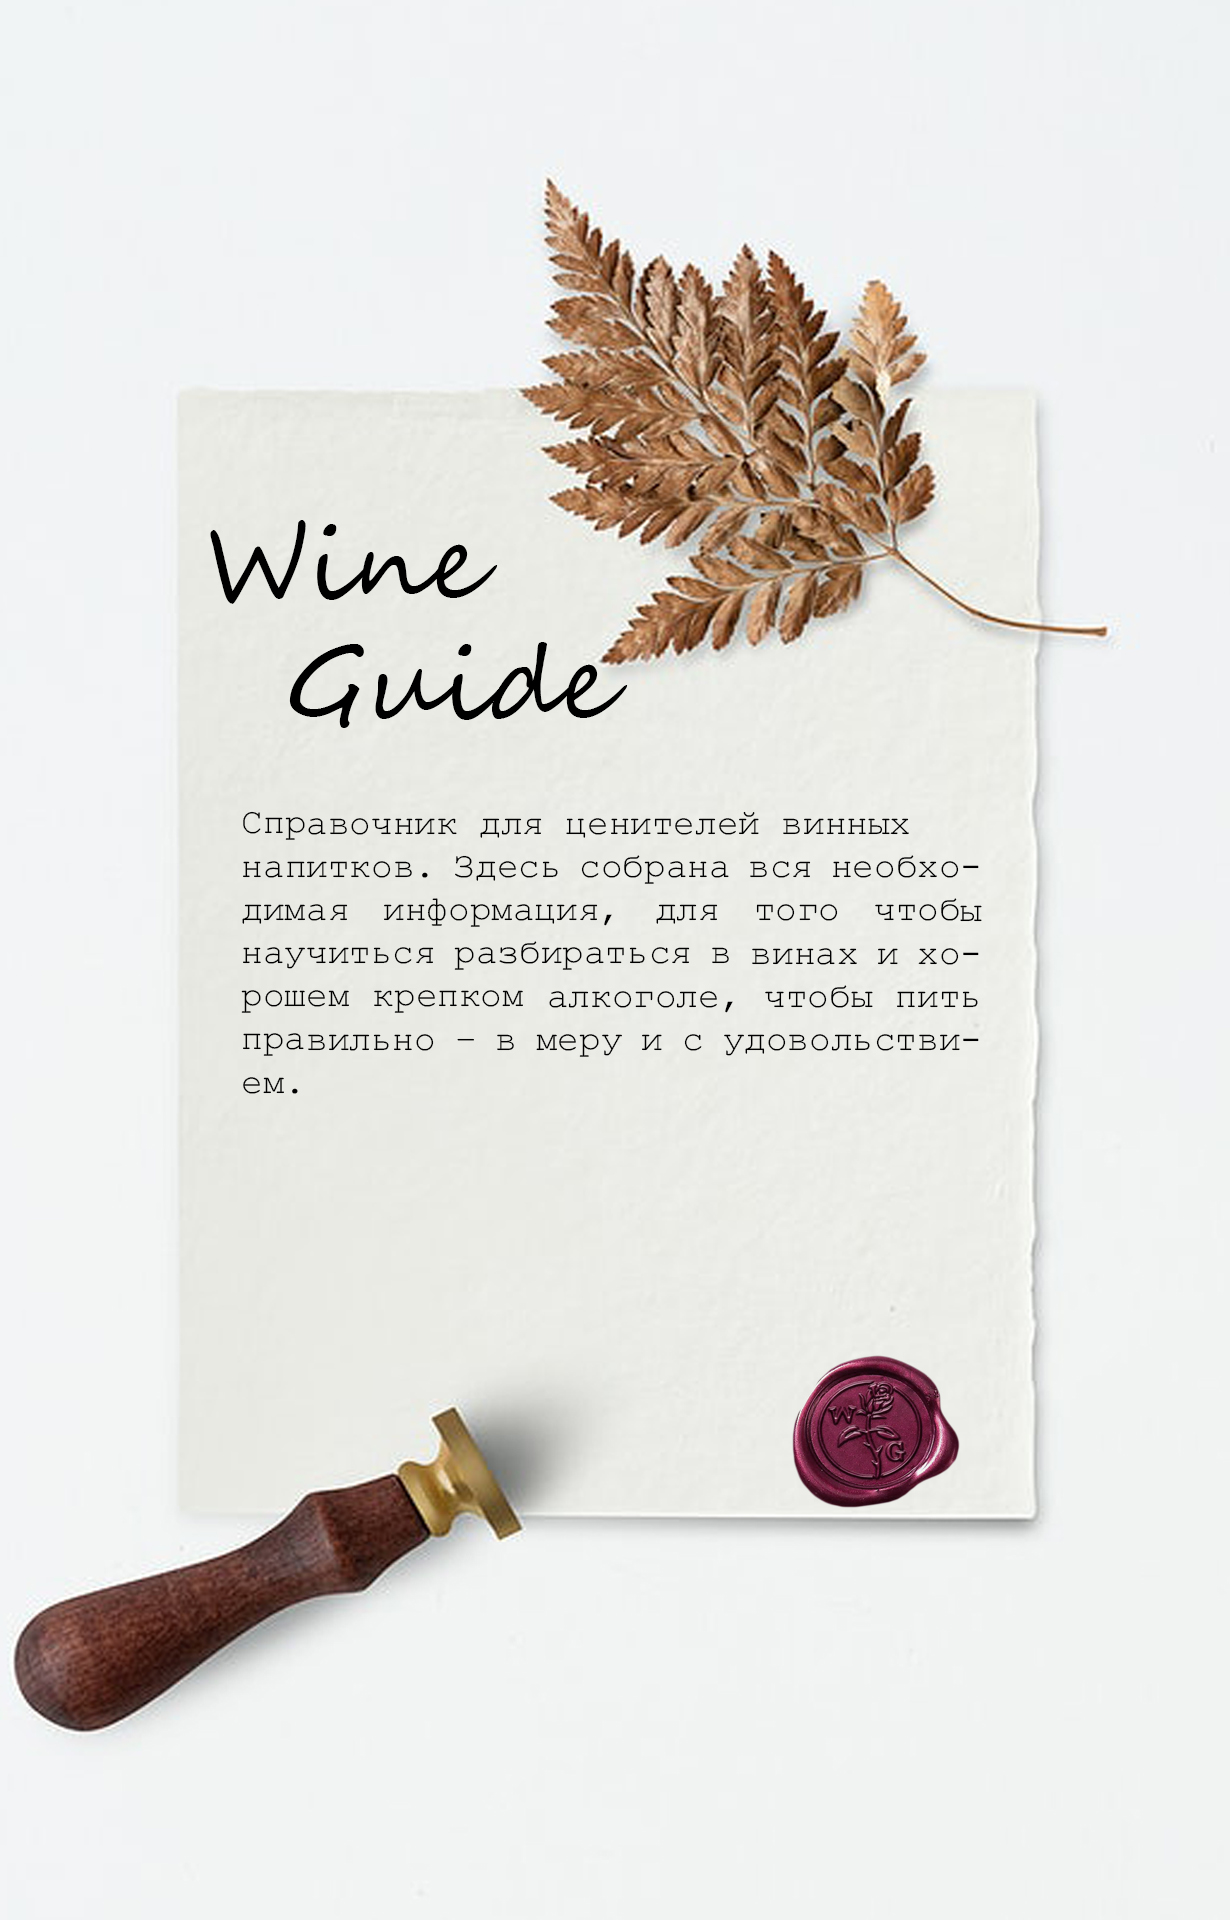 Wine
Guide
Справочник для ценителей винных
напитков. Здесь собрана вся необхо-
димая информация, для того чтобы
научиться разбираться в винах и хо-
рошем крепком алкоголе, чтобы пить
правильно – в меру и с удовольстви-
ем.
W
G